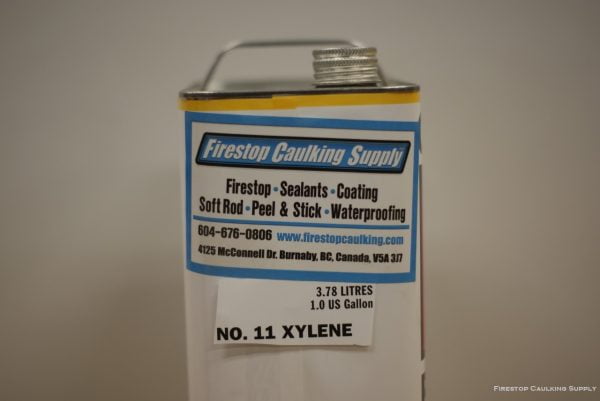 Firestop Caulking Supply
Firestop • Sealants • Coating
Soft Rod • Peel & Stick • Waterproofing
604-676-0806 www.firestopcaulking.com
4125 McConnell Dr. Burnaby, BC, Canada, V5A 3J7
3.78 LITRES
1.0 US Gallon
NO. 11 XYLENE
Firestop Caulking Supply